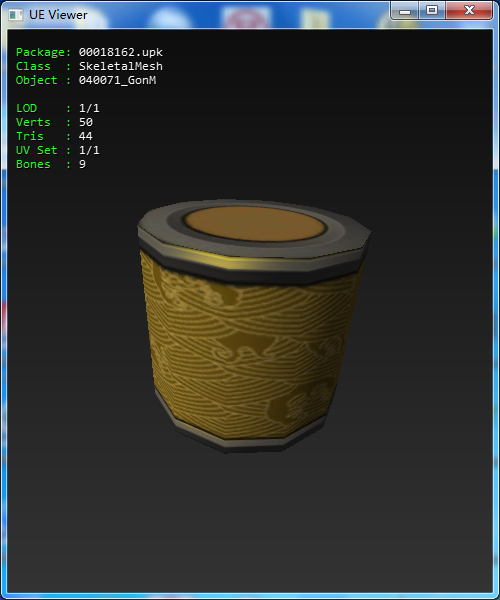 UE Viewer
Package: 00018162.upk
Class  : SkeletalMesh
Object : 040071_GonM
LOD    : 1/1
Verts  : 50
Tris   : 44
UV Set : 1/1
Bones  : 9